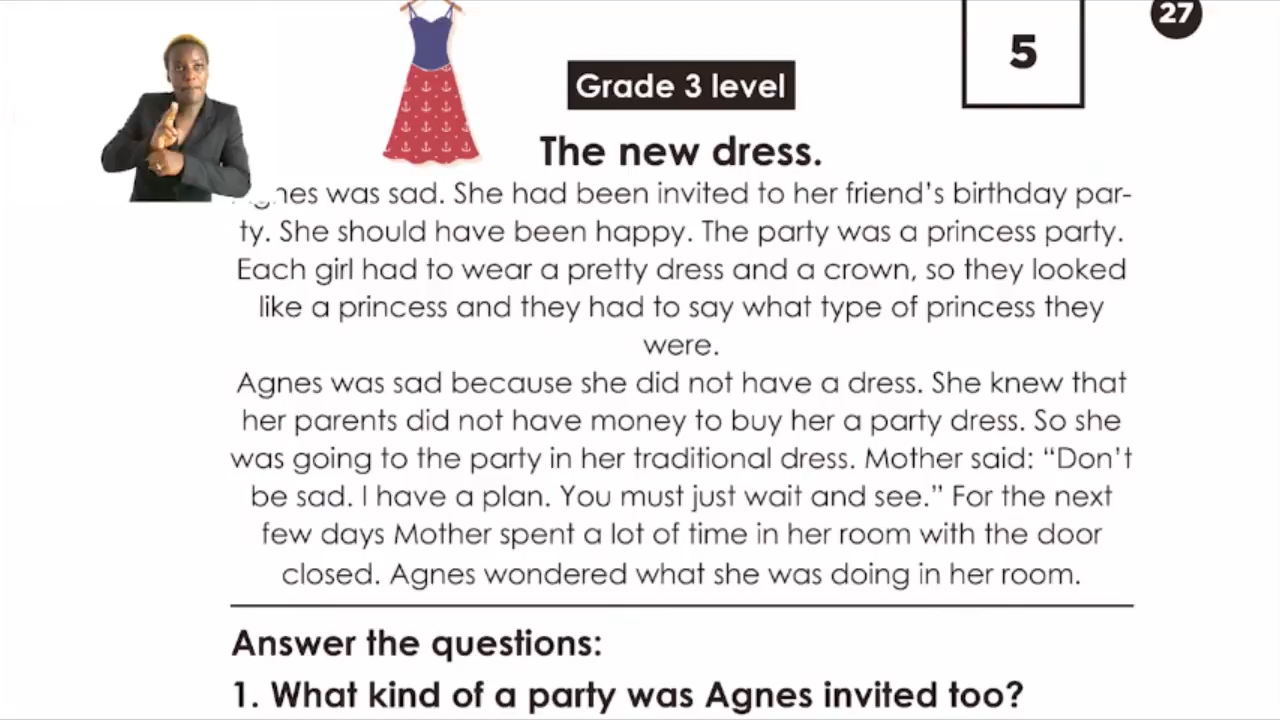 27
5
Grade 3 level
The new dress.
was sad. She had been invited to her friend's birthday par-
ty. She should have been happy. The party was a princess party.
Each girl had to wear a pretty dress and a crown, so they looked
like a princess and they had to say what type of princess they
were.
Agnes was sad because she did not have a dress. She knew that
her parents did not have money to buy her a party dress. So she
was going to the party in her traditional dress. Mother said: “Don't
be sad. I have a plan. You must just wait and see.” For the next
few days Mother spent a lot of time in her room with the door
closed. Agnes wondered what she was doing in her room.
Answer the questions:
1. What kind of a party was Agnes invited too?